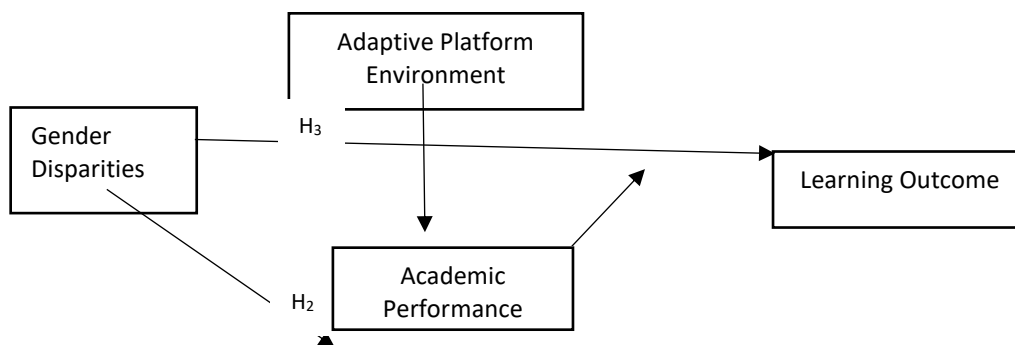 Adaptive Platform
Environment
H₃
Gender
Disparities
Learning Outcome
Academic
Performance
H₂